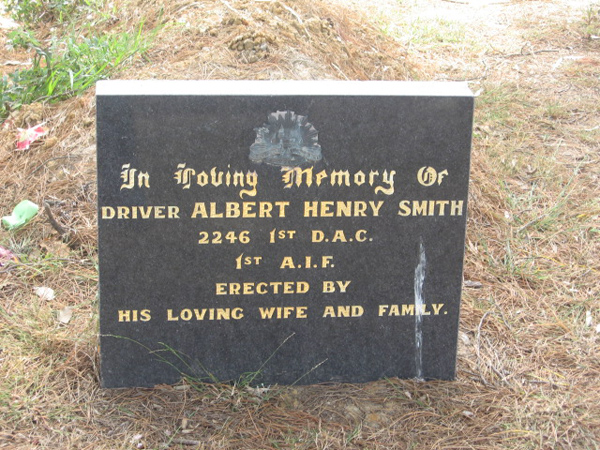 In Loving Memory Of
DRIVER ALBERT HENRY SMITH
2246 1ST D.A.C.
1ST A.I.F.
ERECTED BY
HIS LOVING WIFE AND FAMILY.